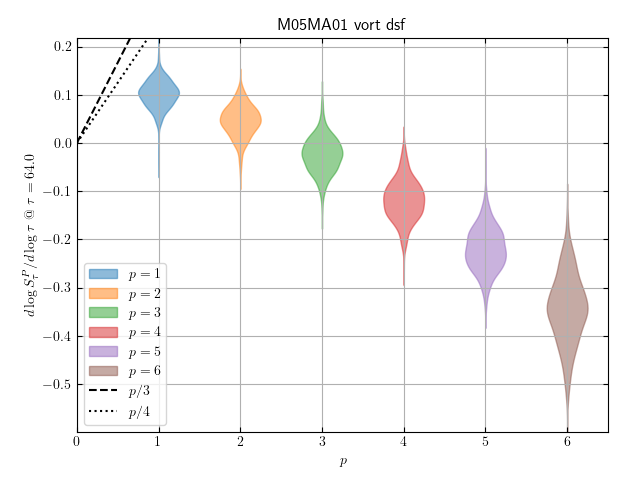 M05MA01 vort dsf
d log S_τ^p / d log τ @ τ = 64.0
0.2
0.1
0.0
−0.1
−0.2
−0.3
−0.4
−0.5
p = 1
p = 2
p = 3
p = 4
p = 5
p = 6
p/3
p/4
0 1 2 3 4 5 6
p